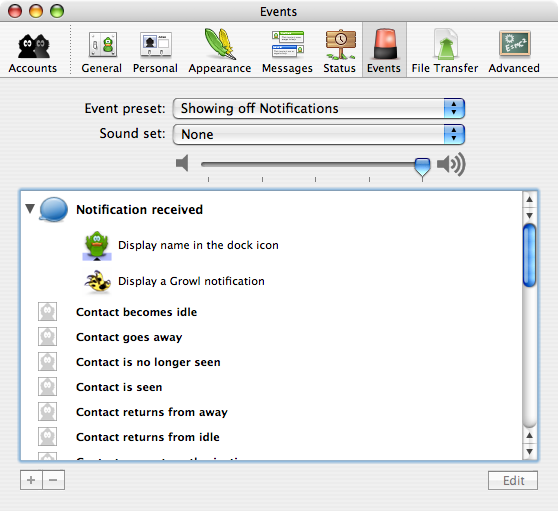 Events
Accounts
General
Personal
Appearance
Messages
Status
Events
File Transfer
Advanced
Event preset: Showing off Notifications
Sound set: None
Notification received
Display name in the dock icon
Display a Growl notification
Contact becomes idle
Contact goes away
Contact is no longer seen
Contact is seen
Contact returns from away
Contact returns from idle
Edit